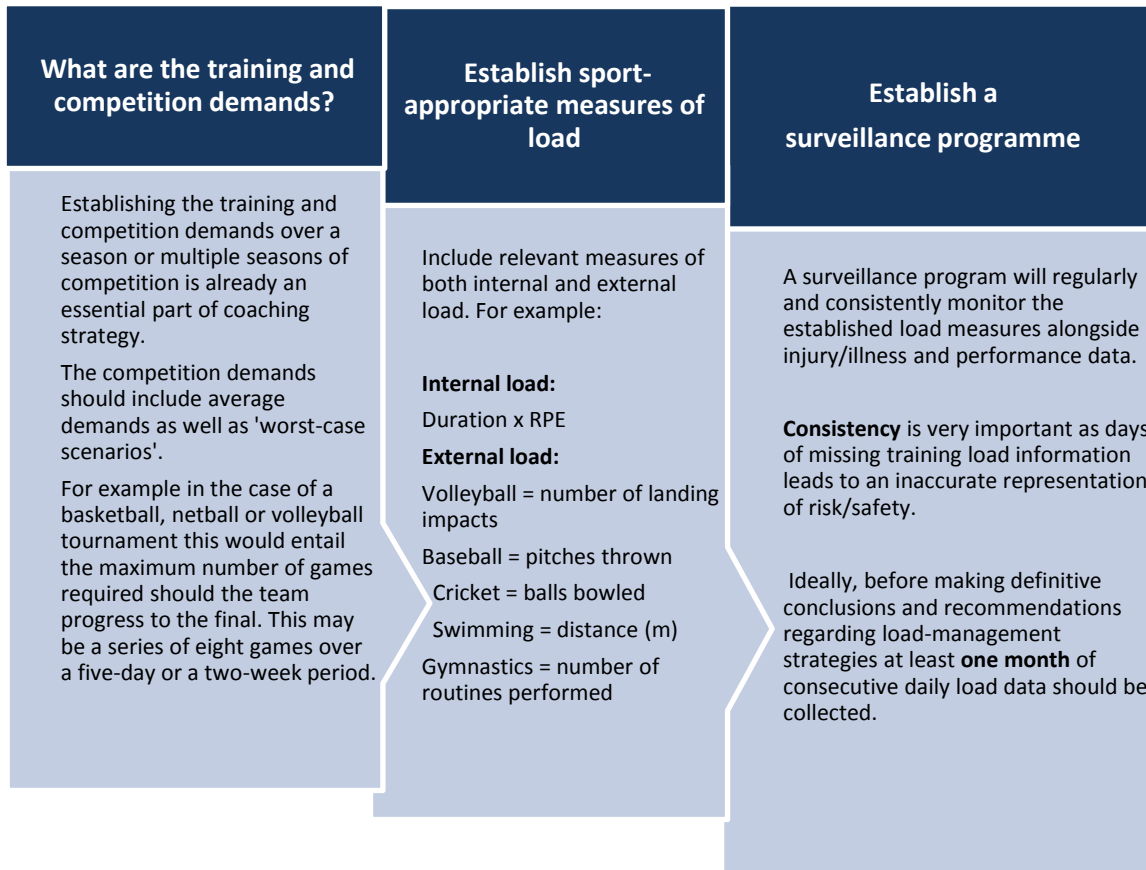 What are the training and
competition demands?
Establishing the training and
competition demands over a
season or multiple seasons of
competition is already an
essential part of coaching
strategy.
The competition demands
should include average
demands as well as 'worst-case
scenarios'.
For example in the case of a
basketball, netball or volleyball
tournament this would entail
the maximum number of games
required should the team
progress to the final. This may
be a series of eight games over
a five-day or a two-week period.
Establish sport-
appropriate measures of
load
Include relevant measures of
both internal and external
load. For example:
Internal load:
Duration x RPE
External load:
Volleyball = number of landing
impacts
Baseball = pitches thrown
Cricket = balls bowled
Swimming = distance (m)
Gymnastics = number of
routines performed
Establish a
surveillance programme
A surveillance program will regularly
and consistently monitor the
established load measures alongside
injury/illness and performance data.
Consistency is very important as days
of missing training load information
leads to an inaccurate representation
of risk/safety.
Ideally, before making definitive
conclusions and recommendations
regarding load-management
strategies at least one month of
consecutive daily load data should be
collected.